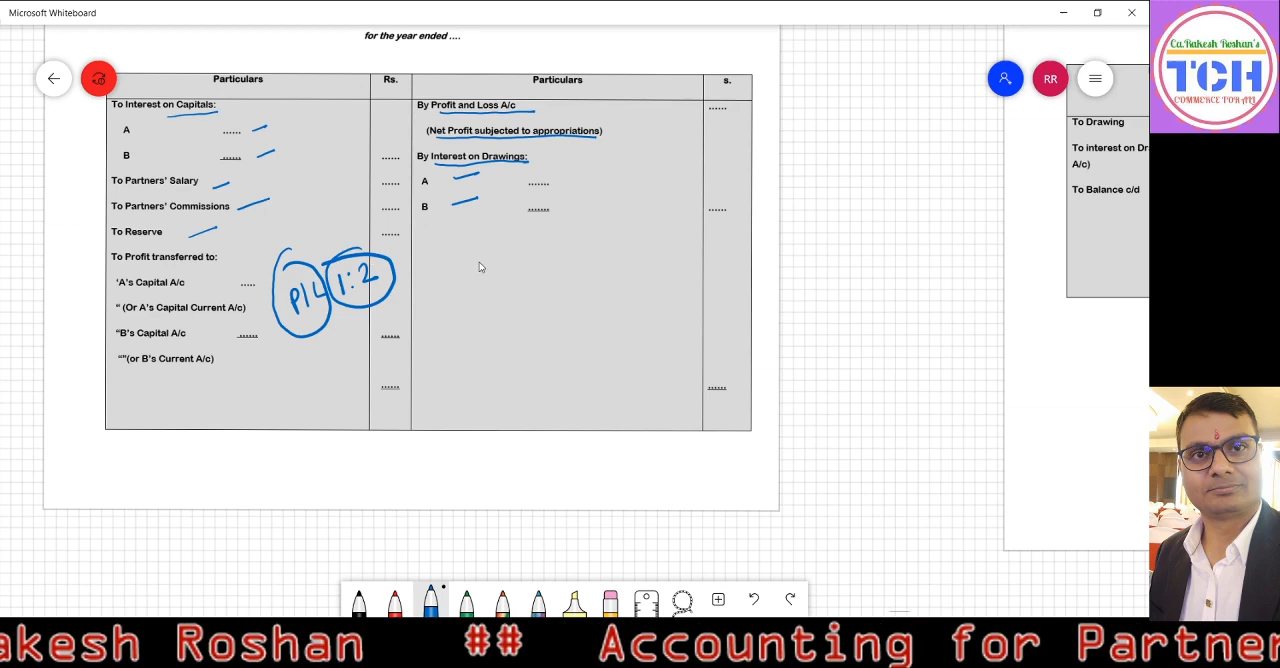 Microsoft Whiteboard
for the year ended ....
Particulars Rs. Particulars s.
To Interest on Capitals: By Profit and Loss A/c ......
A ...... (Net Profit subjected to appropriations)
B ...... ...... By Interest on Drawings:
To Partners' Salary ...... A .......
To Partners' Commissions ...... B ....... ......
To Reserve ......
To Profit transferred to:
'A's Capital A/c .....
" (Or A's Capital Current A/c)
"B's Capital A/c ...... ......
""(or B's Current A/c)
...... ......
P/L 1:2
RR
To Drawing
To interest on Dr
A/c)
To Balance c/d
Ca.Rakesh Roshan's
TCH
COMMERCE FOR ALL
akesh Roshan ## Accounting for Partner